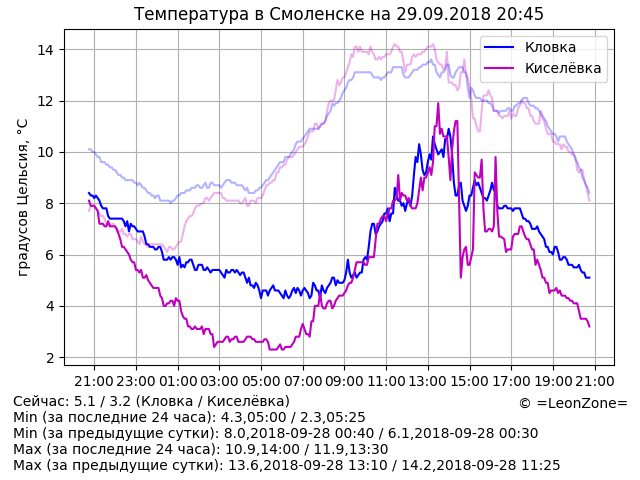 Температура в Смоленске на 29.09.2018 20:45
градусов Цельсия, °C
14
12
10
8
6
4
2
Кловка
Киселёвка
21:00 23:00 01:00 03:00 05:00 07:00 09:00 11:00 13:00 15:00 17:00 19:00 21:00
Сейчас: 5.1 / 3.2 (Кловка / Киселёвка)
© =LeonZone=
Min (за последние 24 часа): 4.3,05:00 / 2.3,05:25
Min (за предыдущие сутки): 8.0,2018-09-28 00:40 / 6.1,2018-09-28 00:30
Max (за последние 24 часа): 10.9,14:00 / 11.9,13:30
Max (за предыдущие сутки): 13.6,2018-09-28 13:10 / 14.2,2018-09-28 11:25